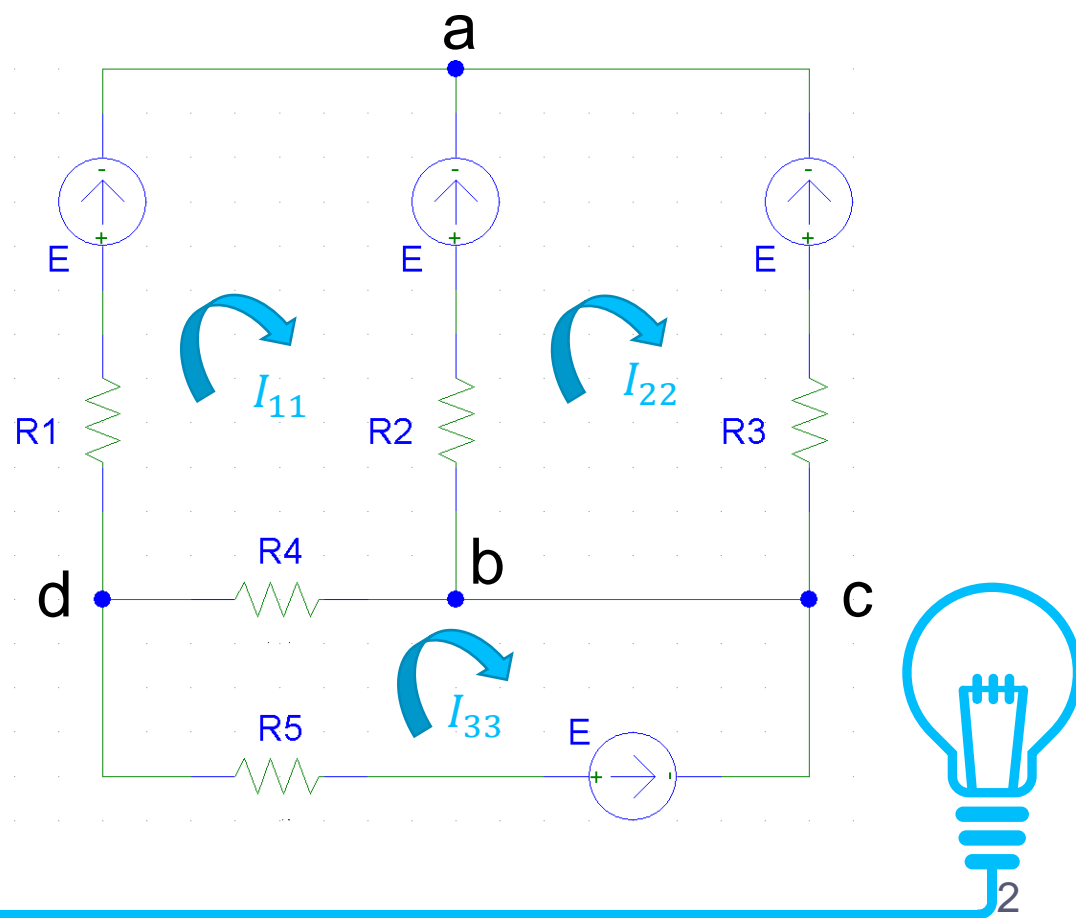 a
- - -
+ + +
E E E
I₁₁ I₂₂
R1 R2 R3
R4 b
d c
I₃₃
R5 E
+ -
2